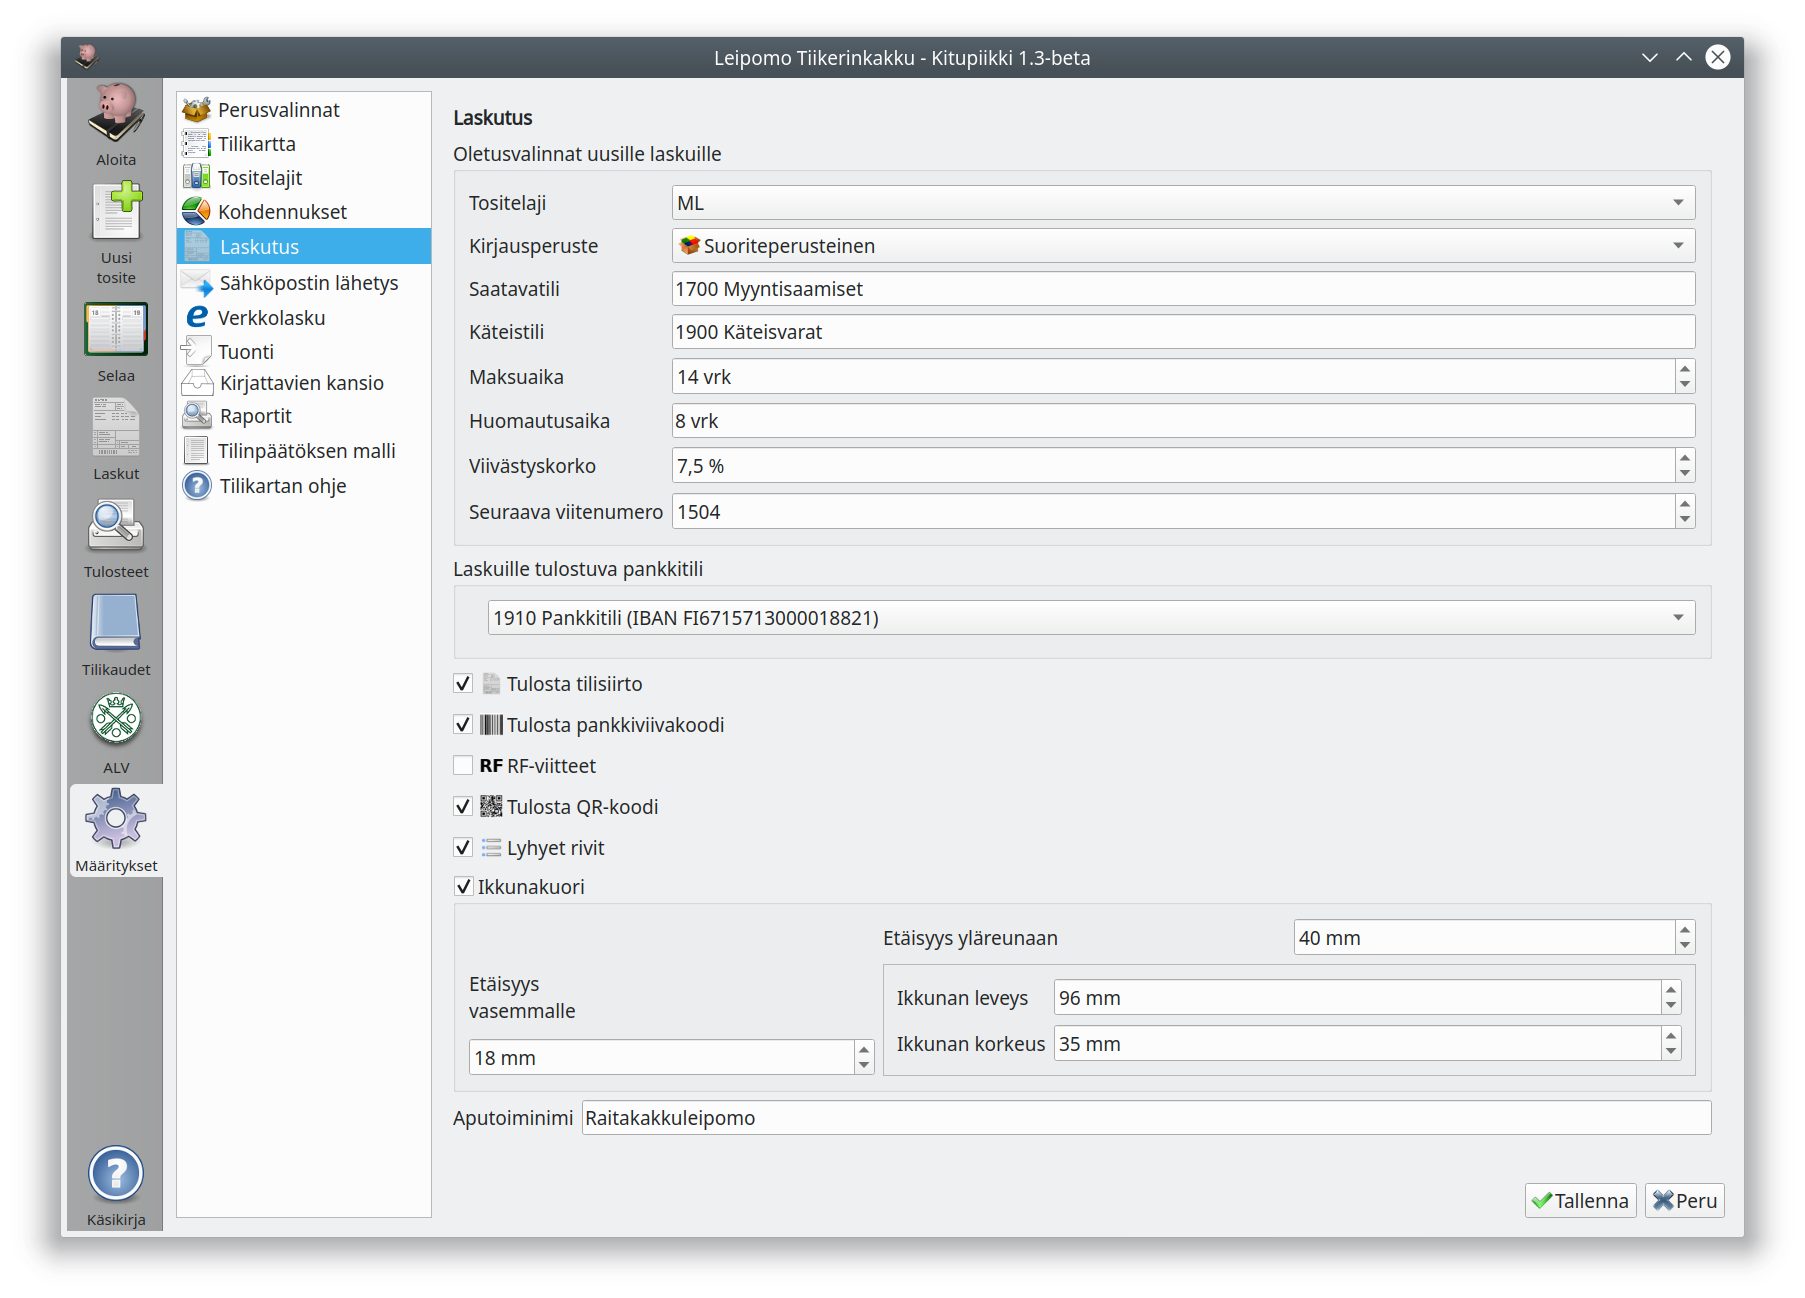 Leipomo Tiikerinkakku - Kitupiikki 1.3-beta
Aloita
Uusi
tosite
Selaa
Laskut
Tulosteet
Tilikaudet
ALV
Määritykset
Käsikirja
Perusvalinnat
Tilikartta
Tositelajit
Kohdennukset
Laskutus
Sähköpostin lähetys
Verkkolasku
Tuonti
Kirjattavien kansio
Raportit
Tilinpäätöksen malli
Tilikartan ohje
Laskutus
Oletusvalinnat uusille laskuille
Tositelaji ML
Kirjausperuste Suoriteperusteinen
Saatavatili 1700 Myyntisaamiset
Käteistili 1900 Käteisvarat
Maksuaika 14 vrk
Huomautusaika 8 vrk
Viivästyskorko 7,5 %
Seuraava viitenumero 1504
Laskuille tulostuva pankkitili
1910 Pankkitili (IBAN FI6715713000018821)
Tulosta tilisiirto
Tulosta pankkiviivakoodi
RF RF-viitteet
Tulosta QR-koodi
Lyhyet rivit
Ikkunakuori
Etäisyys yläreunaan 40 mm
Etäisyys
vasemmalle
18 mm
Ikkunan leveys 96 mm
Ikkunan korkeus 35 mm
Aputoiminimi Raitakakkuleipomo
Tallenna Peru